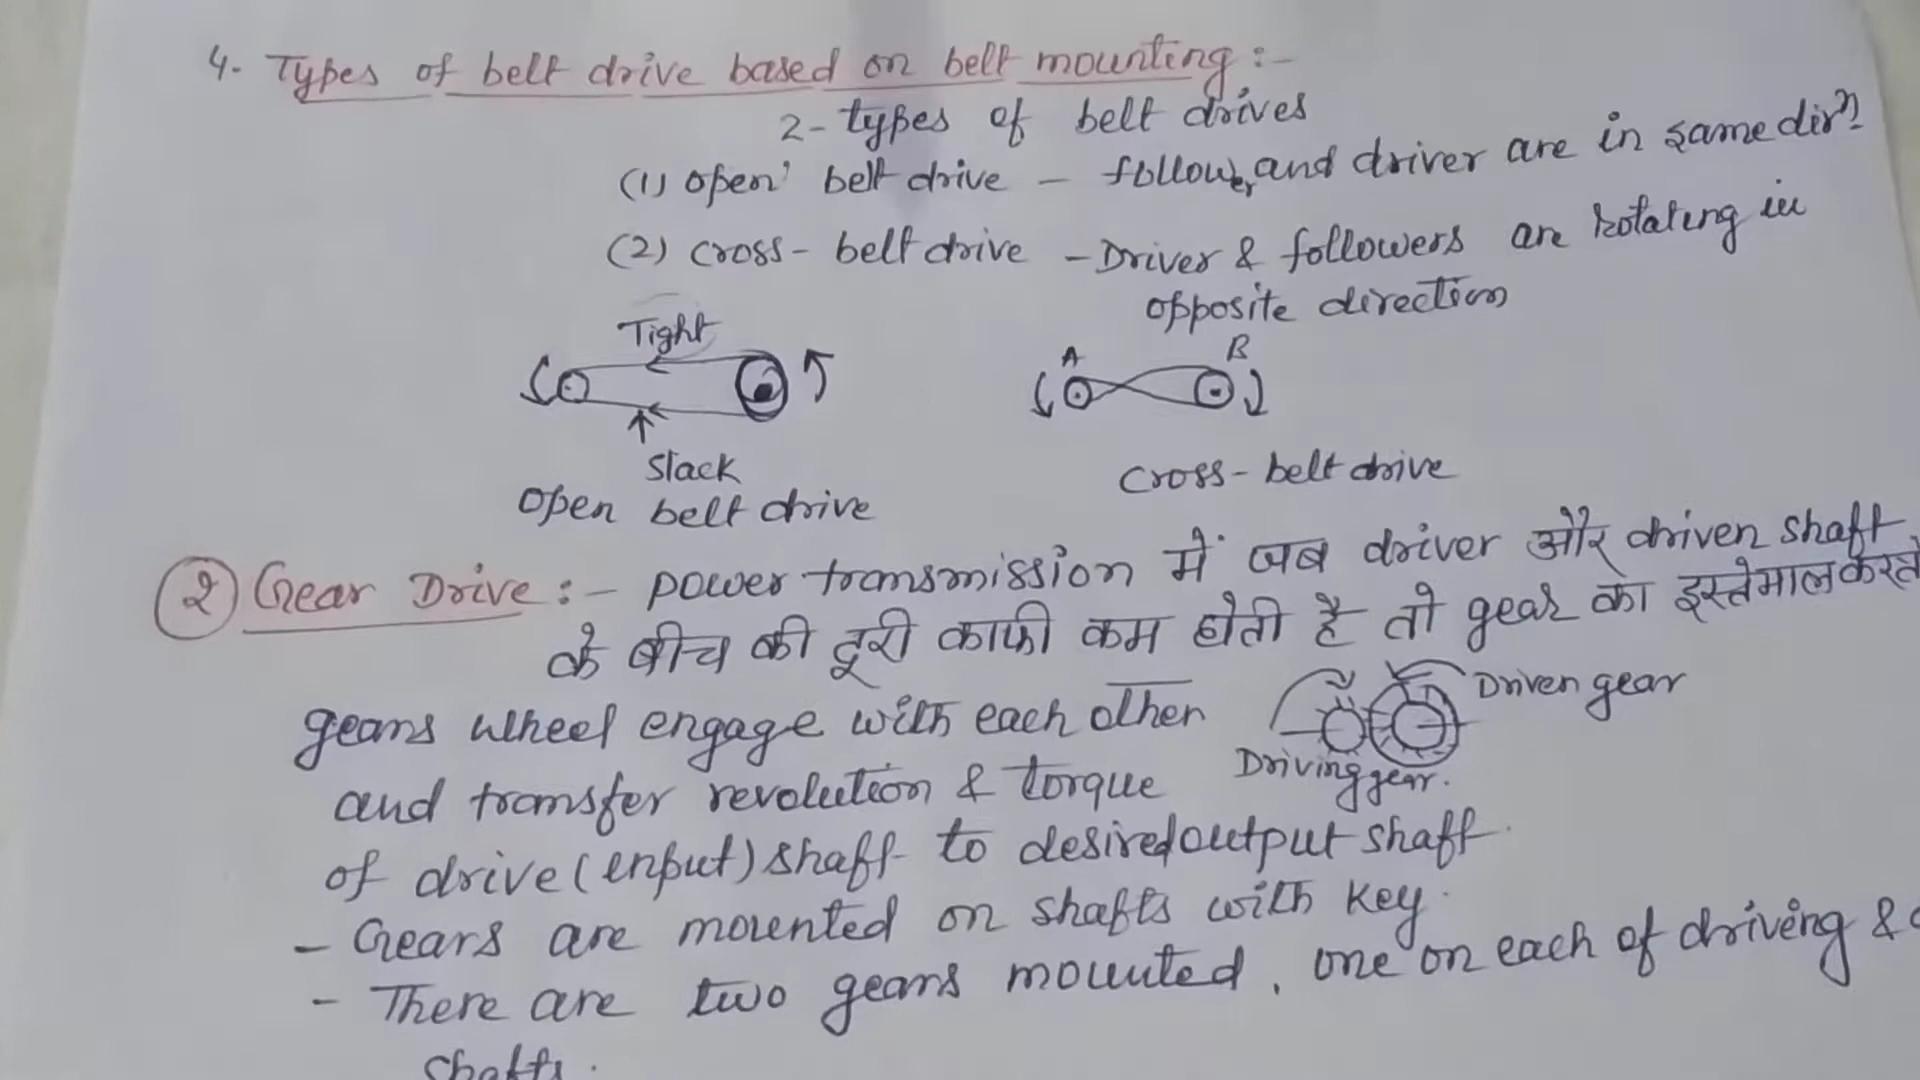 4. Types of belt drive based on belt mounting :-
2- types of belt drives
(1) open belt drive - follower and driver are in same dirn
(2) cross- belt drive - Driver & followers are rotating in
opposite direction
Tight
A B
Slack
open belt drive
cross- belt drive
2 Gear Drive :- power transmission में जब driver और driven shaft
के बीच की दूरी काफी कम होती है तो gear का इस्तेमाल करते
gears wheel engage with each other
Driven gear
Driving gear.
and transfer revolution & torque
of drive (input) shaft to desired output shaft.
- Gears are mounted on shafts with key.
- There are two gears mounted, one on each of driving &
shafts.